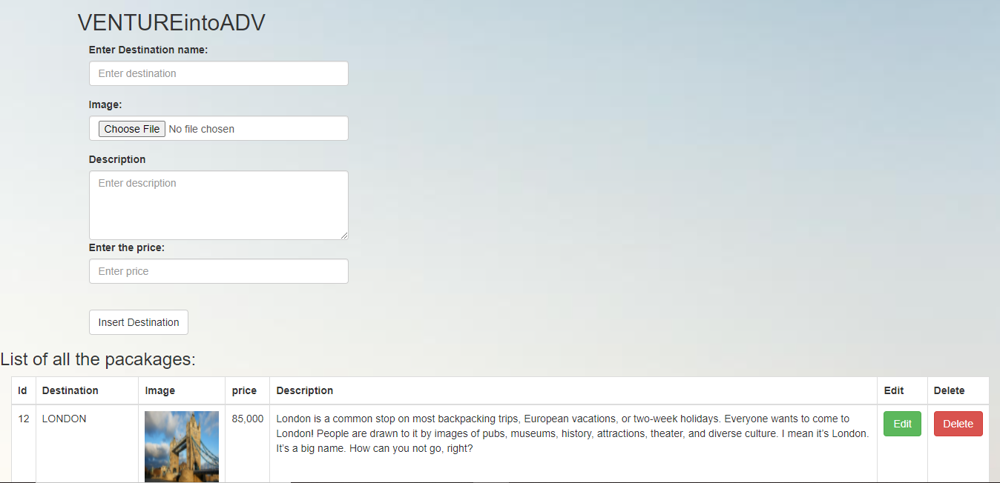 VENTUREintoADV
Enter Destination name:
Enter destination
Image:
Choose File No file chosen
Description
Enter description
Enter the price:
Enter price
Insert Destination
List of all the pacakages:
Id Destination Image price Description Edit Delete
12 LONDON 85,000 London is a common stop on most backpacking trips, European vacations, or two-week holidays. Everyone wants to come to Edit Delete
London! People are drawn to it by images of pubs, museums, history, attractions, theater, and diverse culture. I mean it’s London.
It’s a big name. How can you not go, right?